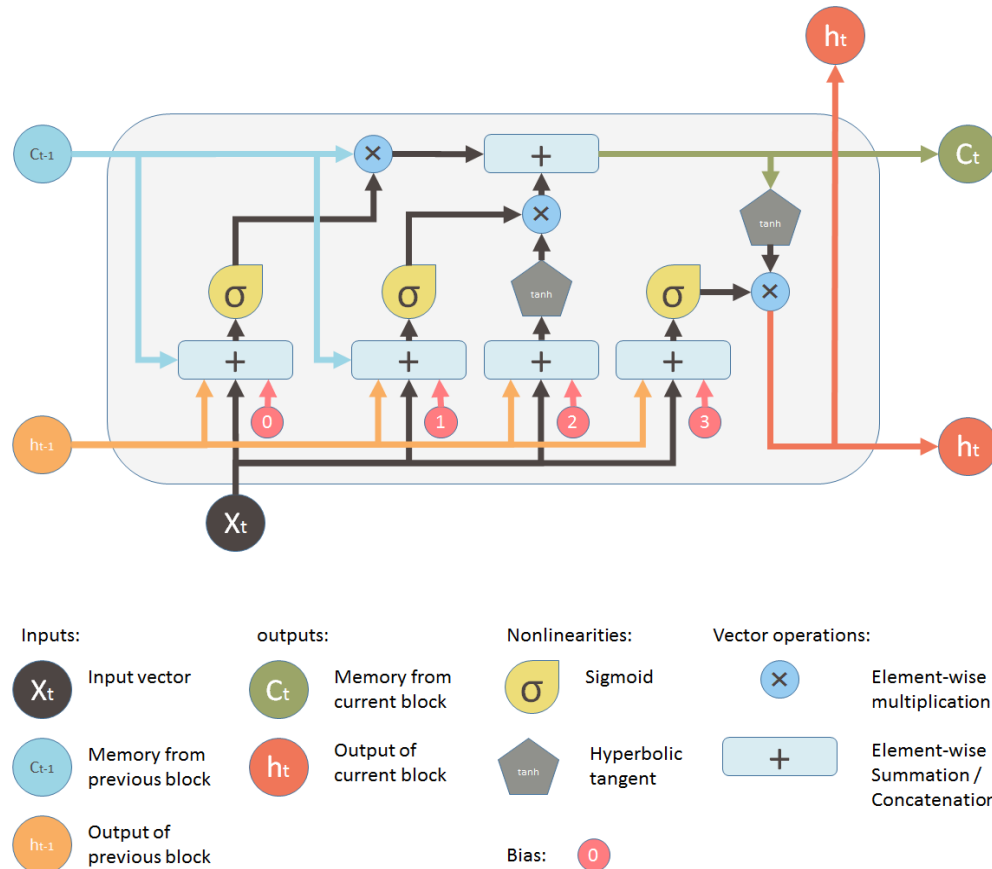 ht
Ct-1
×
+
Ct
×
tanh
σ
σ
tanh
σ
×
+
+
+
+
0
1
2
3
ht-1
ht
Xt
Inputs:
outputs:
Nonlinearities:
Vector operations:
Xt
Input vector
Ct
Memory from
current block
σ
Sigmoid
×
Element-wise
multiplication
Ct-1
Memory from
previous block
ht
Output of
current block
tanh
Hyperbolic
tangent
+
Element-wise
Summation /
Concatenation
ht-1
Output of
previous block
Bias:
0